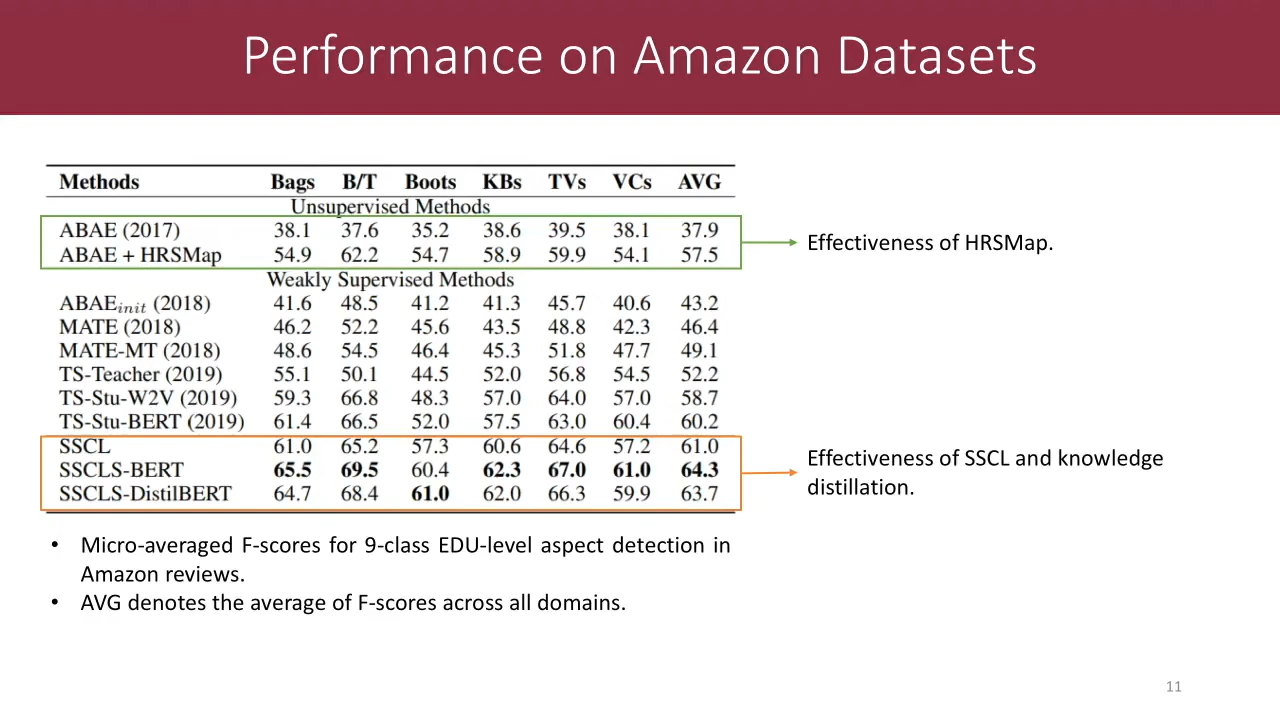 Performance on Amazon Datasets
Methods Bags B/T Boots KBs TVs VCs AVG
Unsupervised Methods
ABAE (2017) 38.1 37.6 35.2 38.6 39.5 38.1 37.9
ABAE + HRSMap 54.9 62.2 54.7 58.9 59.9 54.1 57.5
Effectiveness of HRSMap.
Weakly Supervised Methods
ABAEinit (2018) 41.6 48.5 41.2 41.3 45.7 40.6 43.2
MATE (2018) 46.2 52.2 45.6 43.5 48.8 42.3 46.4
MATE-MT (2018) 48.6 54.5 46.4 45.3 51.8 47.7 49.1
TS-Teacher (2019) 55.1 50.1 44.5 52.0 56.8 54.5 52.2
TS-Stu-W2V (2019) 59.3 66.8 48.3 57.0 64.0 57.0 58.7
TS-Stu-BERT (2019) 61.4 66.5 52.0 57.5 63.0 60.4 60.2
SSCL 61.0 65.2 57.3 60.6 64.6 57.2 61.0
SSCLS-BERT 65.5 69.5 60.4 62.3 67.0 61.0 64.3
SSCLS-DistilBERT 64.7 68.4 61.0 62.0 66.3 59.9 63.7
Effectiveness of SSCL and knowledge
distillation.
• Micro-averaged F-scores for 9-class EDU-level aspect detection in
Amazon reviews.
• AVG denotes the average of F-scores across all domains.
11